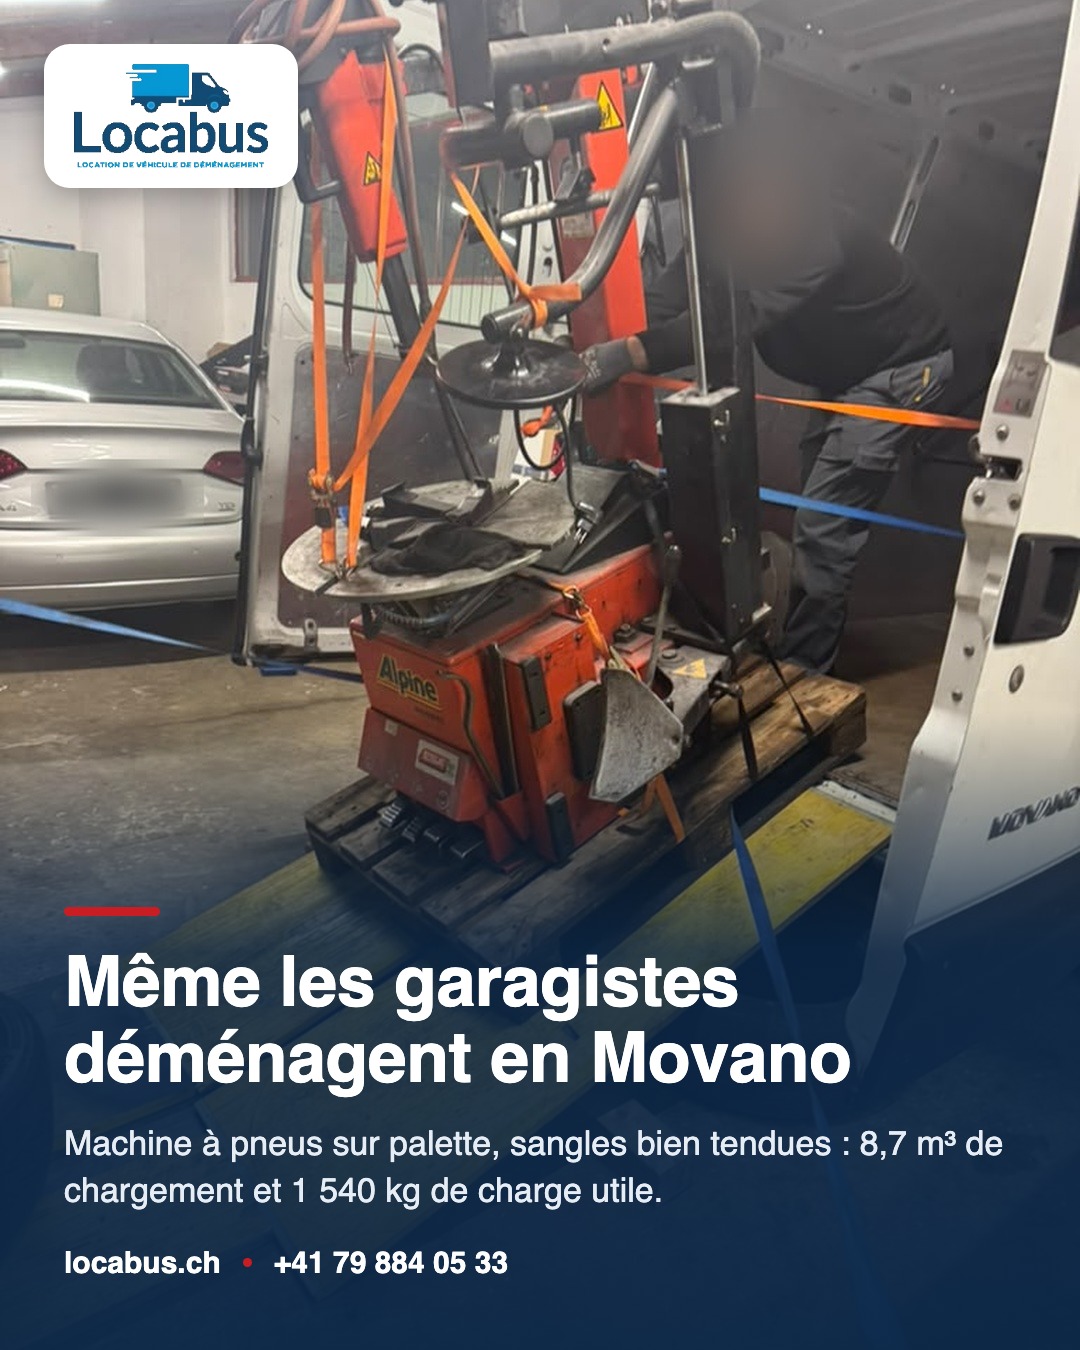 Locabus
LOCATION DE VÉHICULE DE DÉMÉNAGEMENT
Alpine
MOVANO
Même les garagistes
déménagent en Movano
Machine à pneus sur palette, sangles bien tendues : 8,7 m³ de
chargement et 1 540 kg de charge utile.
locabus.ch • +41 79 884 05 33